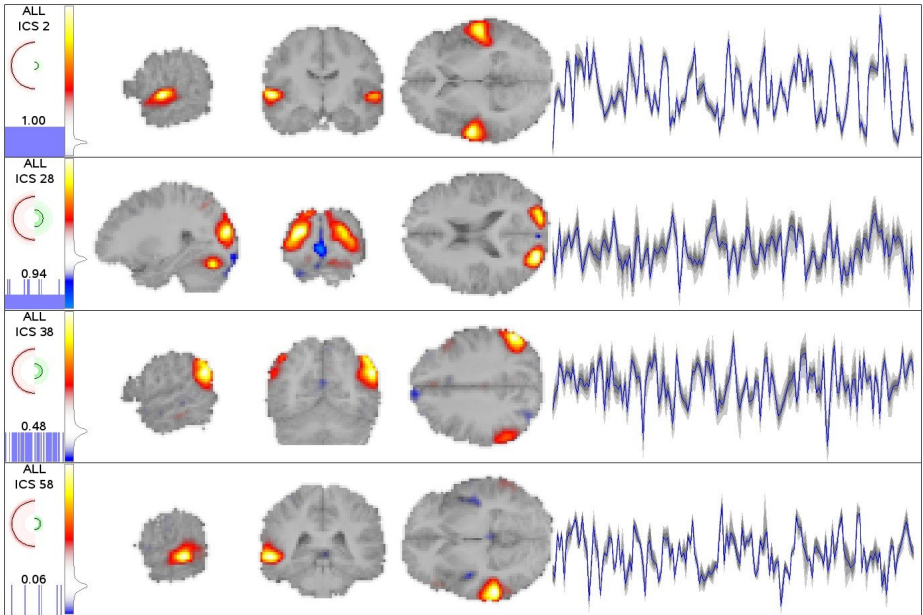 ALL
ICS 2
1.00
ALL
ICS 28
0.94
ALL
ICS 38
0.48
ALL
ICS 58
0.06